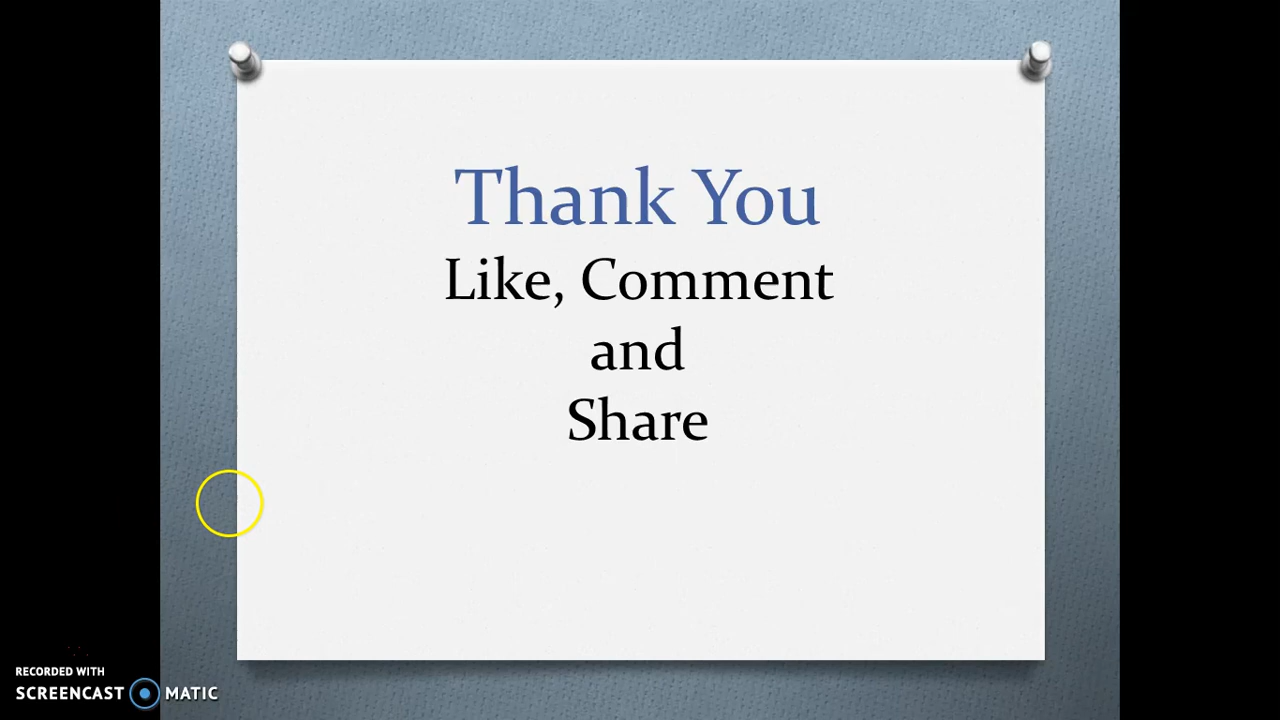 Thank You
Like, Comment
and
Share
RECORDED WITH
SCREENCAST MATIC